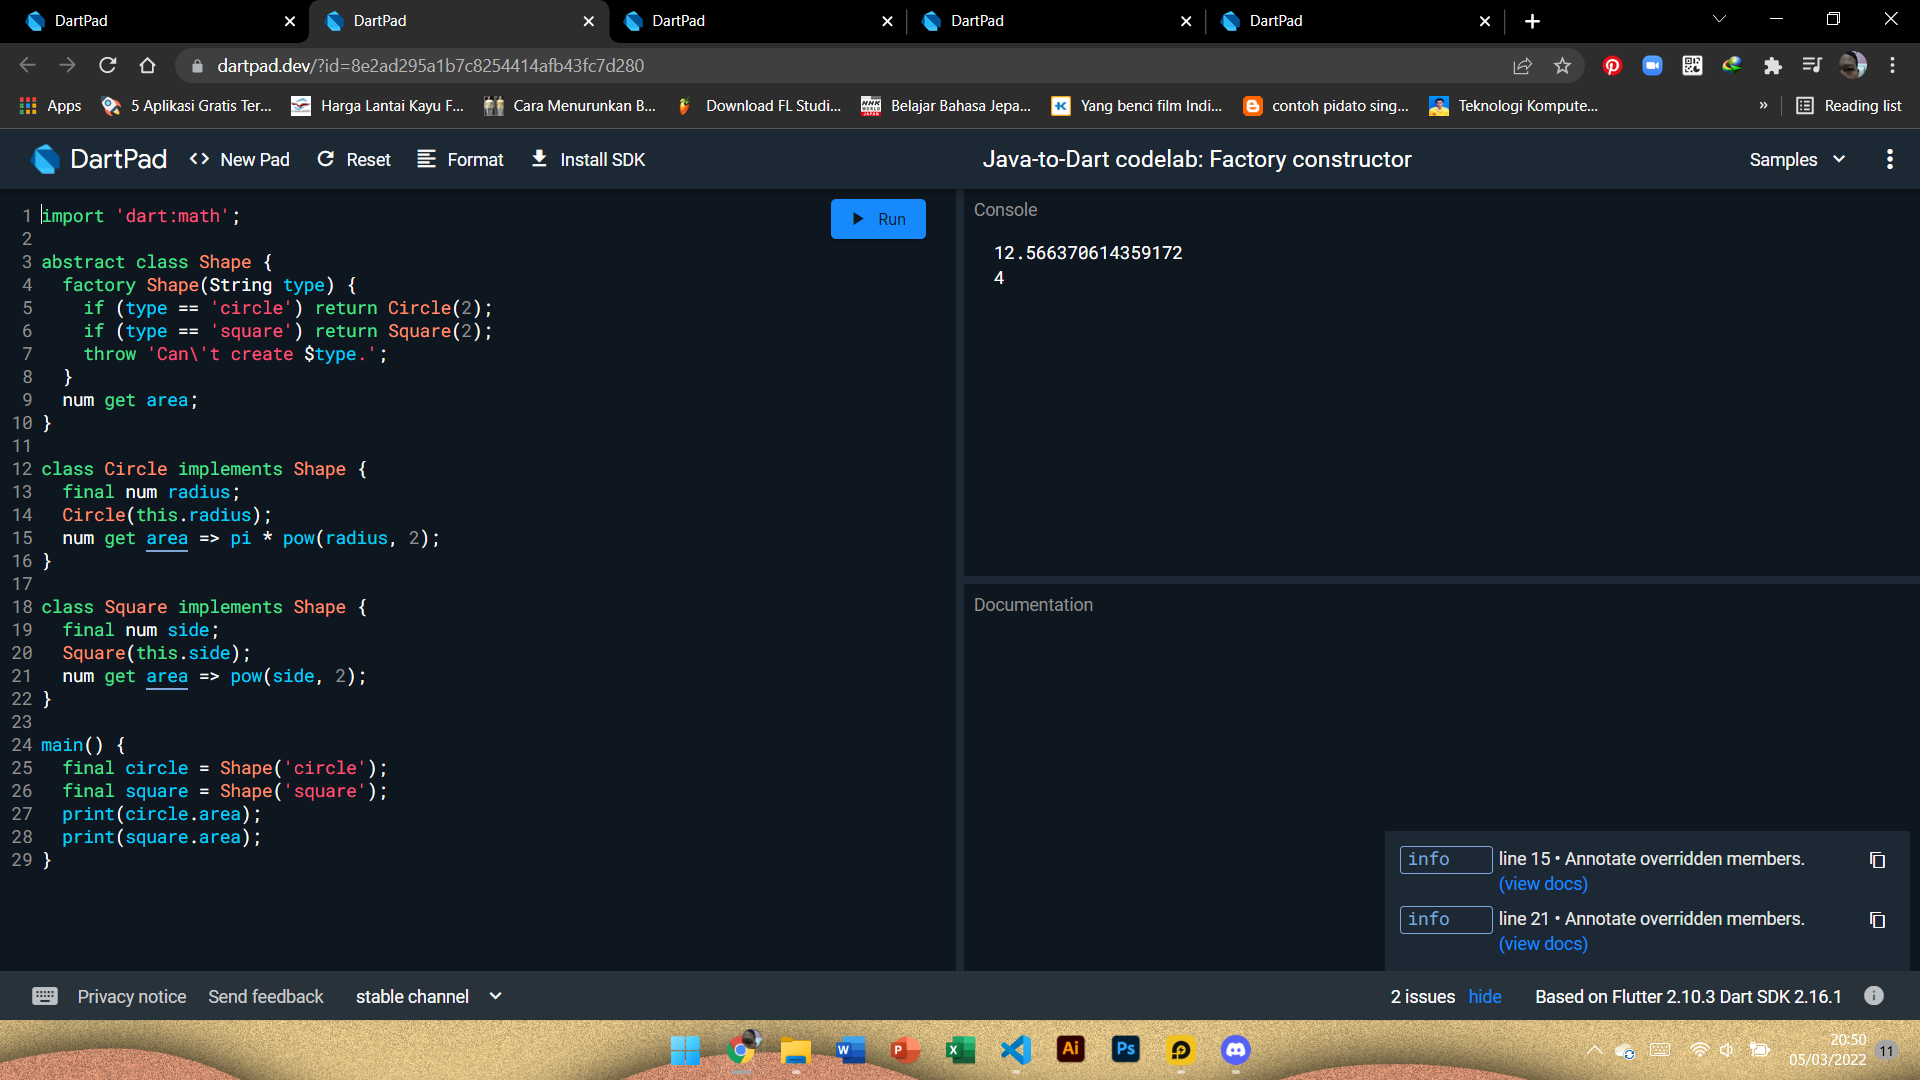 DartPad
DartPad
DartPad
DartPad
DartPad
dartpad.dev/?id=8e2ad295a1b7c8254414afb43fc7d280
Apps
5 Aplikasi Gratis Ter...
Harga Lantai Kayu F...
Cara Menurunkan B...
Download FL Studi...
Belajar Bahasa Jepa...
Yang benci film Indi...
contoh pidato sing...
Teknologi Kompute...
»
Reading list
DartPad
<> New Pad
Reset
Format
Install SDK
Java-to-Dart codelab: Factory constructor
Samples
1 import 'dart:math';
2
3 abstract class Shape {
4   factory Shape(String type) {
5     if (type == 'circle') return Circle(2);
6     if (type == 'square') return Square(2);
7     throw 'Can\'t create $type.';
8   }
9   num get area;
10 }
11
12 class Circle implements Shape {
13   final num radius;
14   Circle(this.radius);
15   num get area => pi * pow(radius, 2);
16 }
17
18 class Square implements Shape {
19   final num side;
20   Square(this.side);
21   num get area => pow(side, 2);
22 }
23
24 main() {
25   final circle = Shape('circle');
26   final square = Shape('square');
27   print(circle.area);
28   print(square.area);
29 }
Run
Console
12.566370614359172
4
Documentation
info line 15 • Annotate overridden members.
(view docs)
info line 21 • Annotate overridden members.
(view docs)
Privacy notice
Send feedback
stable channel
2 issues hide
Based on Flutter 2.10.3 Dart SDK 2.16.1
W
P
X
Ai
Ps
20:50
05/03/2022
11